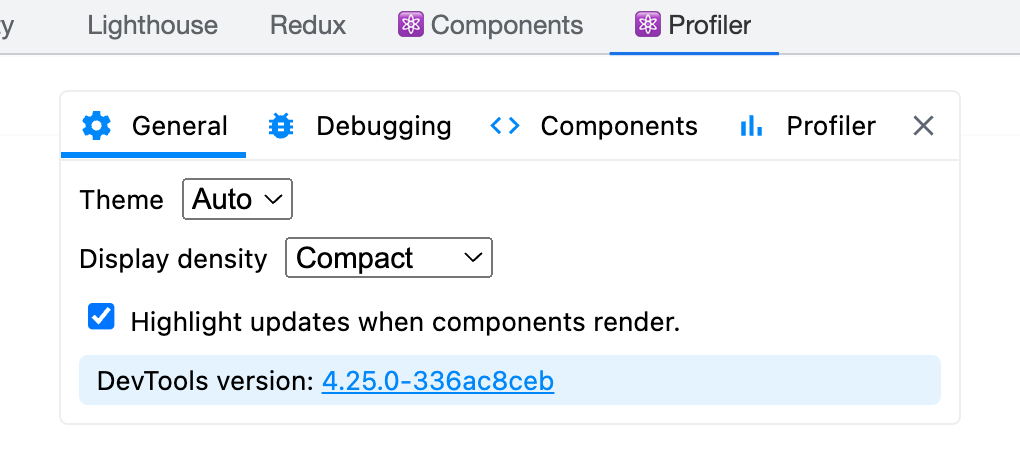 y Lighthouse Redux Components Profiler
General Debugging Components Profiler
Theme Auto
Display density Compact
Highlight updates when components render.
DevTools version: 4.25.0-336ac8ceb